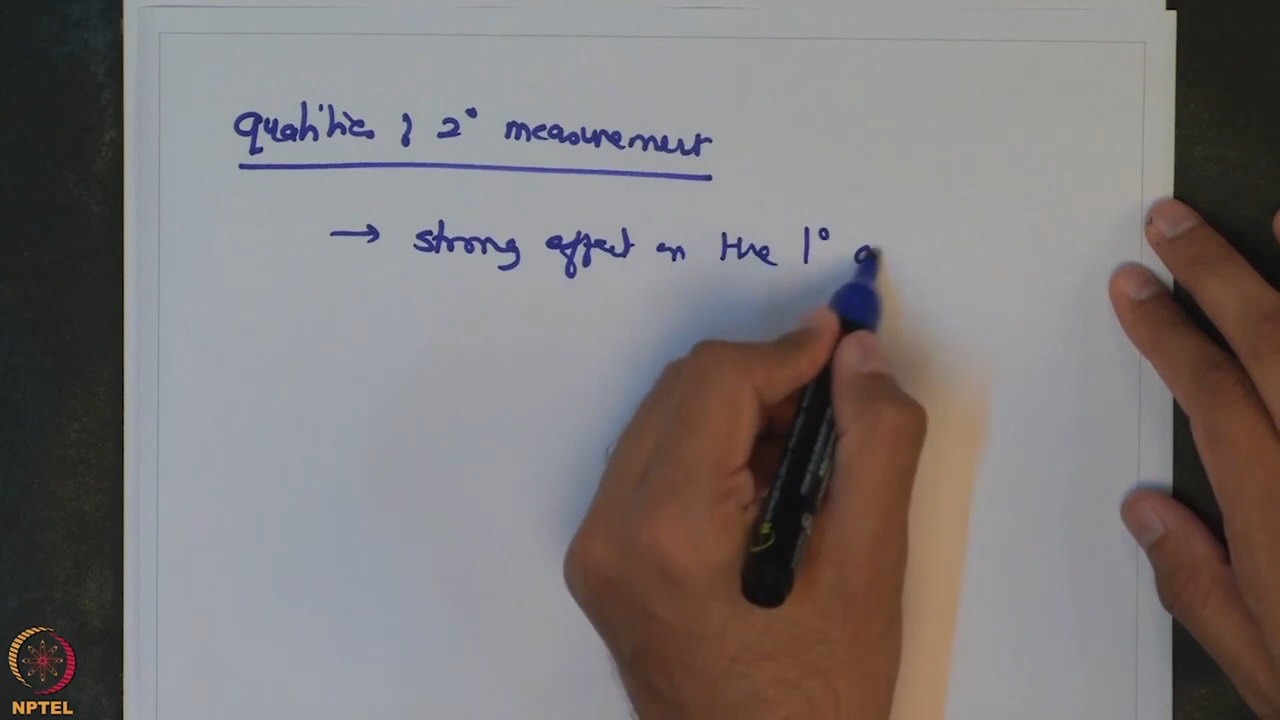 qualities of 2° measurement
→ strong effect on the 1°
NPTEL